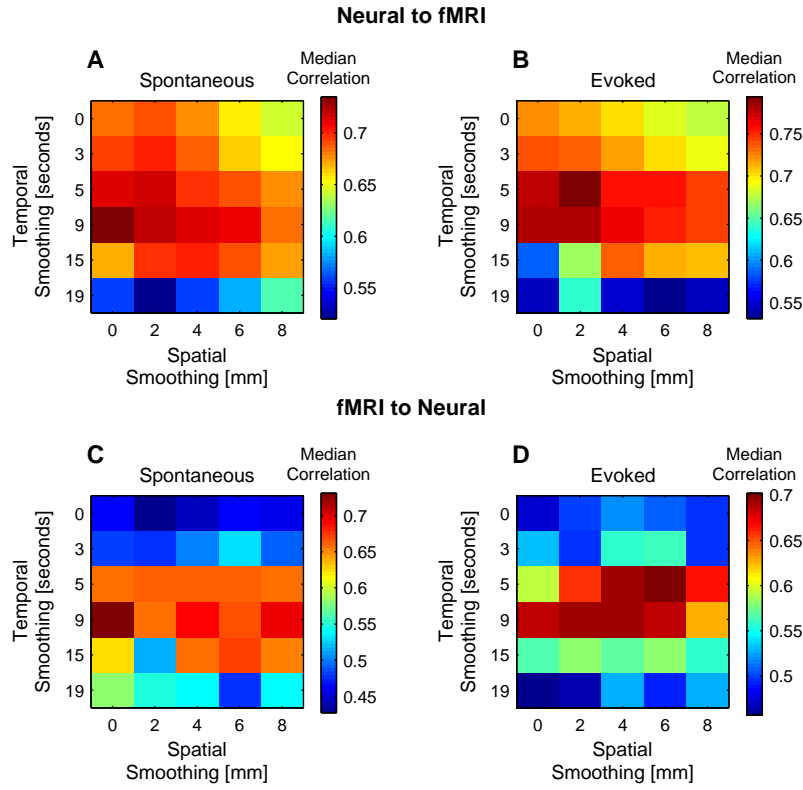 Neural to fMRI
A
Spontaneous
Median
Correlation
Temporal
Smoothing [seconds]
0
3
5
9
15
19
0 2 4 6 8
Spatial
Smoothing [mm]
0.7
0.65
0.6
0.55
B
Evoked
Median
Correlation
Temporal
Smoothing [seconds]
0
3
5
9
15
19
0 2 4 6 8
Spatial
Smoothing [mm]
0.75
0.7
0.65
0.6
0.55
fMRI to Neural
C
Spontaneous
Median
Correlation
Temporal
Smoothing [seconds]
0
3
5
9
15
19
0 2 4 6 8
Spatial
Smoothing [mm]
0.7
0.65
0.6
0.55
0.5
0.45
D
Evoked
Median
Correlation
Temporal
Smoothing [seconds]
0
3
5
9
15
19
0 2 4 6 8
Spatial
Smoothing [mm]
0.7
0.65
0.6
0.55
0.5